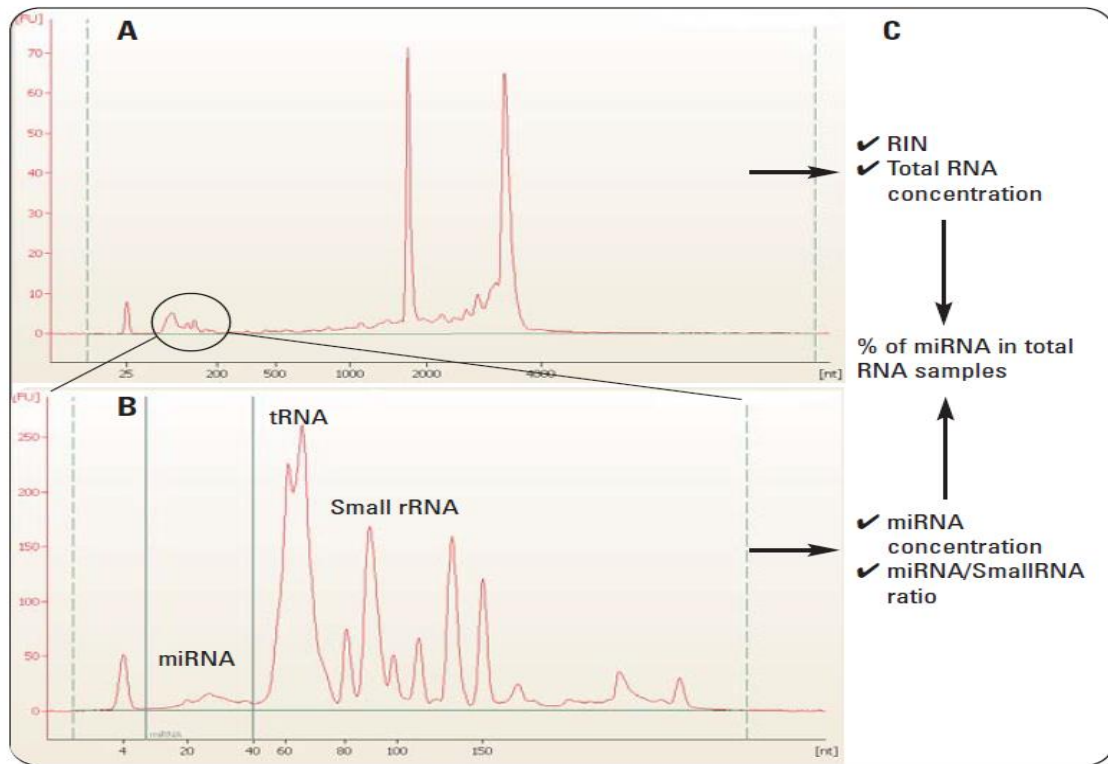 [FU]
A
70
60
50
40
30
20
10
0
25 200 500 1000 2000 4000 [nt]
C
✔ RIN
✔ Total RNA
concentration
% of miRNA in total
RNA samples
✔ miRNA
concentration
✔ miRNA/SmallRNA
ratio
[FU]
B
250
200
150
100
50
0
tRNA
Small rRNA
miRNA
miRNA
4 20 40 60 80 100 150 [nt]